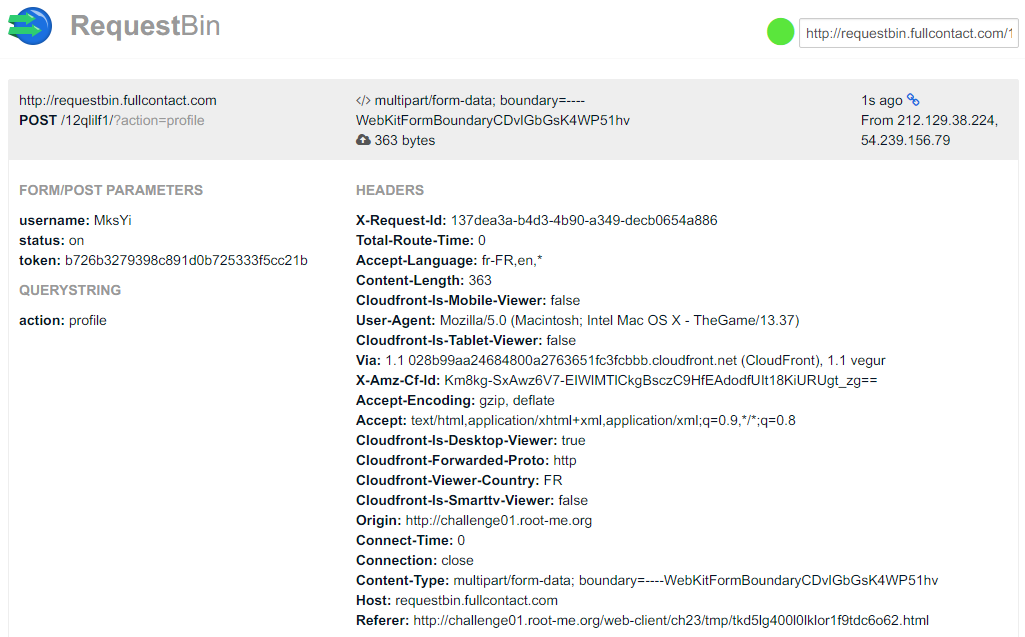 RequestBin
http://requestbin.fullcontact.com/1
http://requestbin.fullcontact.com
POST /12qlilf1/?action=profile
</> multipart/form-data; boundary=----
WebKitFormBoundaryCDvIGbGsK4WP51hv
363 bytes
1s ago
From 212.129.38.224,
54.239.156.79
FORM/POST PARAMETERS
username: MksYi
status: on
token: b726b3279398c891d0b725333f5cc21b
QUERYSTRING
action: profile
HEADERS
X-Request-Id: 137dea3a-b4d3-4b90-a349-decb0654a886
Total-Route-Time: 0
Accept-Language: fr-FR,en,*
Content-Length: 363
Cloudfront-Is-Mobile-Viewer: false
User-Agent: Mozilla/5.0 (Macintosh; Intel Mac OS X - TheGame/13.37)
Cloudfront-Is-Tablet-Viewer: false
Via: 1.1 028b99aa24684800a2763651fc3fcbbb.cloudfront.net (CloudFront), 1.1 vegur
X-Amz-Cf-Id: Km8kg-SxAwz6V7-EIWlMTlCkgBsczC9HfEAdodfUIt18KiURUgt_zg==
Accept-Encoding: gzip, deflate
Accept: text/html,application/xhtml+xml,application/xml;q=0.9,*/*;q=0.8
Cloudfront-Is-Desktop-Viewer: true
Cloudfront-Forwarded-Proto: http
Cloudfront-Viewer-Country: FR
Cloudfront-Is-Smarttv-Viewer: false
Origin: http://challenge01.root-me.org
Connect-Time: 0
Connection: close
Content-Type: multipart/form-data; boundary=----WebKitFormBoundaryCDvIGbGsK4WP51hv
Host: requestbin.fullcontact.com
Referer: http://challenge01.root-me.org/web-client/ch23/tmp/tkd5lg400l0lklor1f9tdc6o62.html